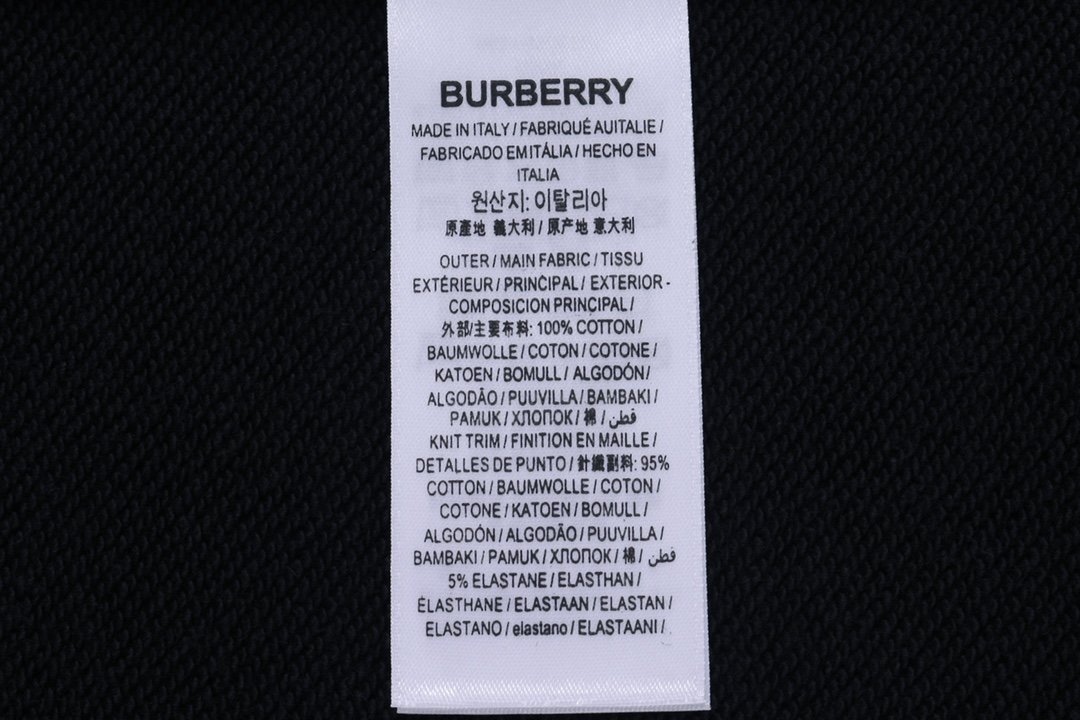 BURBERRY
MADE IN ITALY / FABRIQUÉ AUITALIE /
FABRICADO EM ITÁLIA / HECHO EN
ITALIA
원산지: 이탈리아
原產地 義大利 / 原产地 意大利
OUTER / MAIN FABRIC / TISSU
EXTÉRIEUR / PRINCIPAL / EXTERIOR -
COMPOSICION PRINCIPAL /
外部/主要布料: 100% COTTON /
BAUMWOLLE / COTON / COTONE /
KATOEN / BOMULL / ALGODÓN /
ALGODÃO / PUUVILLA / BAMBAKI /
PAMUK / ХЛОПОК / 棉 / قطن
KNIT TRIM / FINITION EN MAILLE /
DETALLES DE PUNTO / 針織副料: 95%
COTTON / BAUMWOLLE / COTON /
COTONE / KATOEN / BOMULL /
ALGODÓN / ALGODÃO / PUUVILLA /
BAMBAKI / PAMUK / ХЛОПОК / 棉 / قطن
5% ELASTANE / ELASTHAN /
ÉLASTHANE / ELASTAAN / ELASTAN /
ELASTANO / elastano / ELASTAANI /